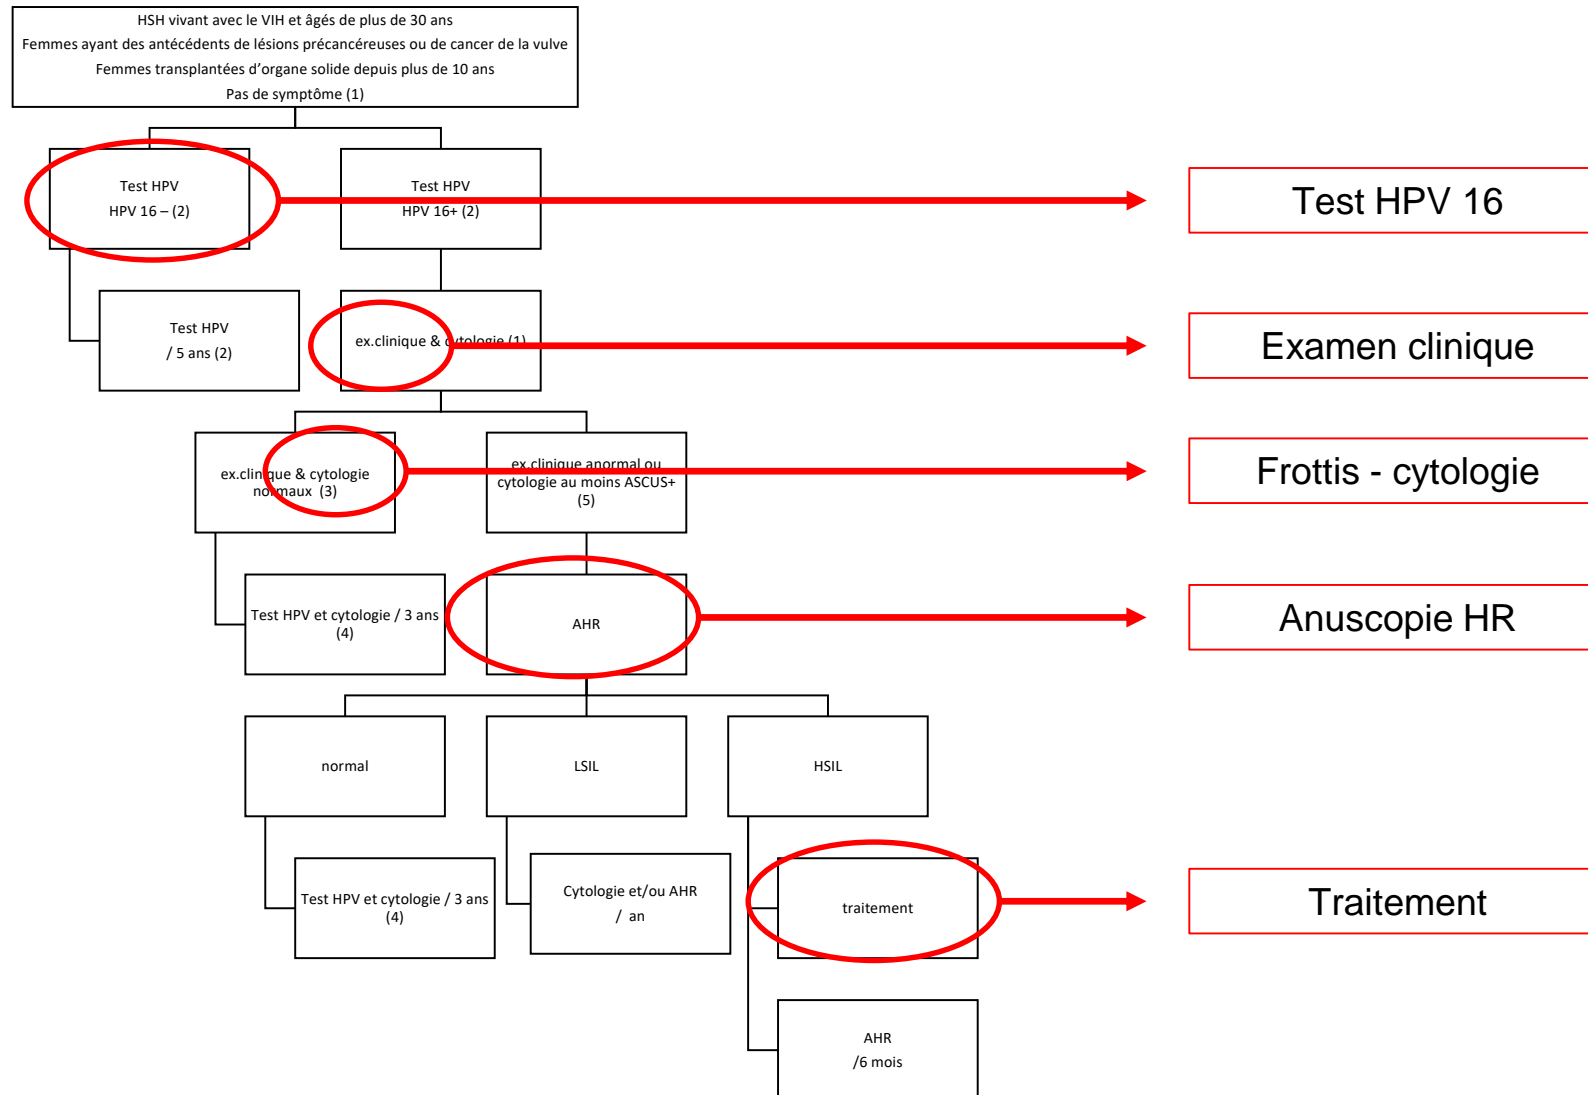 HSH vivant avec le VIH et âgés de plus de 30 ans
Femmes ayant des antécédents de lésions précancéreuses ou de cancer de la vulve
Femmes transplantées d'organe solide depuis plus de 10 ans
Pas de symptôme (1)
Test HPV
HPV 16 – (2)
Test HPV
HPV 16+ (2)
Test HPV 16
Test HPV
/ 5 ans (2)
ex.clinique & cytologie (1)
Examen clinique
ex.clinique & cytologie
normaux (3)
ex.clinique anormal ou
cytologie au moins ASCUS+
(5)
Frottis - cytologie
Test HPV et cytologie / 3 ans
(4)
AHR
Anuscopie HR
normal
LSIL
HSIL
Test HPV et cytologie / 3 ans
(4)
Cytologie et/ou AHR
/ an
traitement
Traitement
AHR
/6 mois